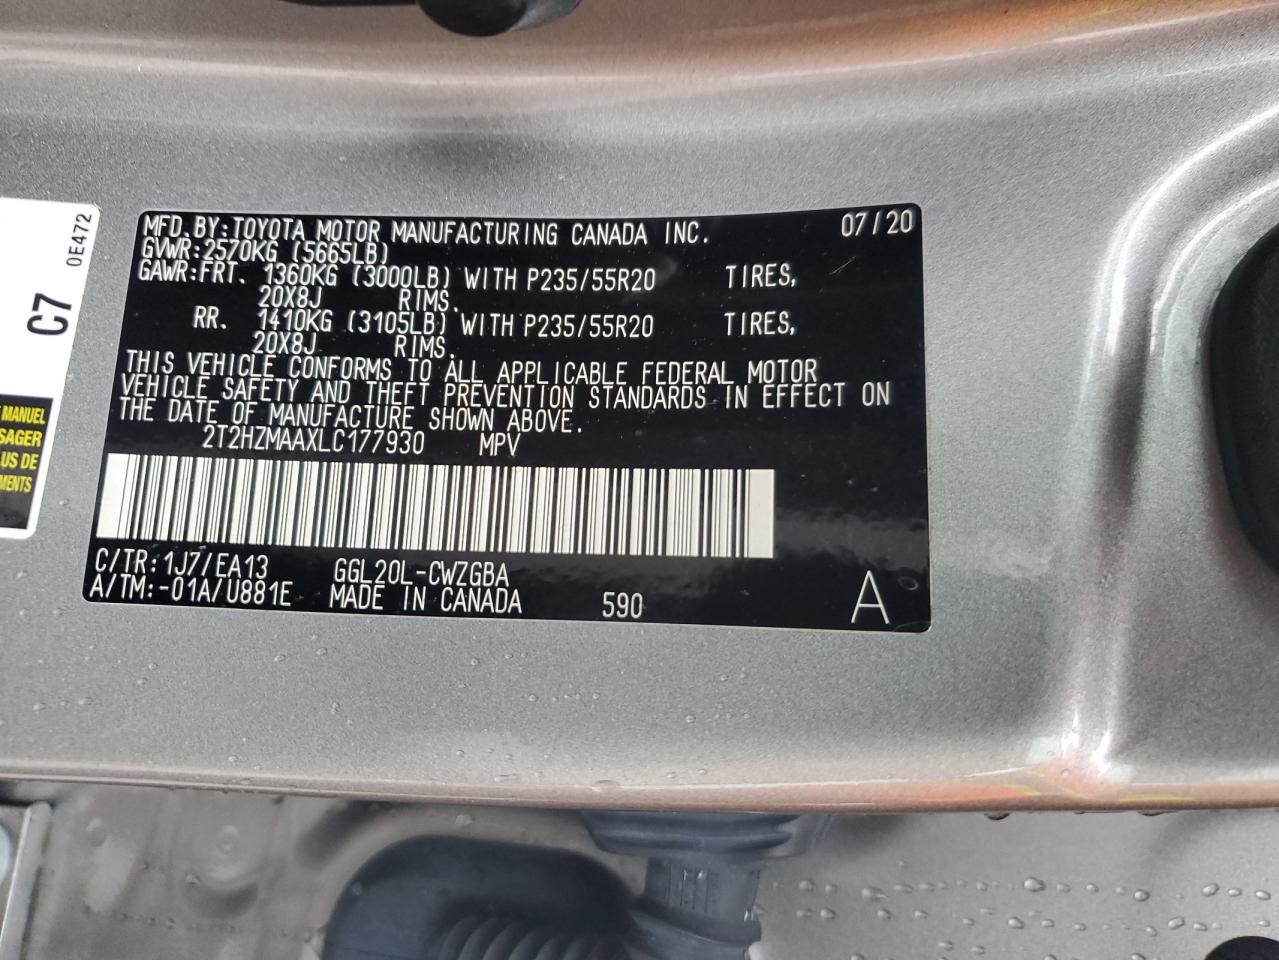 MFD.BY:TOYOTA MOTOR MANUFACTURING CANADA INC. 07/20
GVWR:2570KG (5665LB)
GAWR:FRT. 1360KG (3000LB) WITH P235/55R20 TIRES,
20X8J RIMS.
RR. 1410KG (3105LB) WITH P235/55R20 TIRES,
20X8J RIMS.
THIS VEHICLE CONFORMS TO ALL APPLICABLE FEDERAL MOTOR
VEHICLE SAFETY AND THEFT PREVENTION STANDARDS IN EFFECT ON
THE DATE OF MANUFACTURE SHOWN ABOVE.
2T2HZMAAXLC177930 MPV
C/TR:1J7/EA13 GGL20L-CWZGBA
A/TM:-01A/U881E MADE IN CANADA 590 A
C7
0E472
MANUEL
US DE